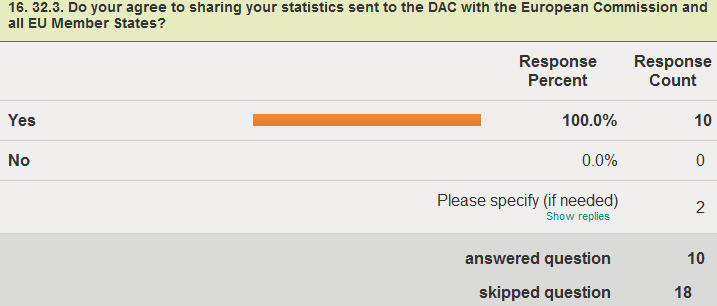 16. 32.3. Do your agree to sharing your statistics sent to the DAC with the European Commission and
all EU Member States?
Response Percent Response Count
Yes 100.0% 10
No 0.0% 0
Please specify (if needed) 2
Show replies
answered question 10
skipped question 18